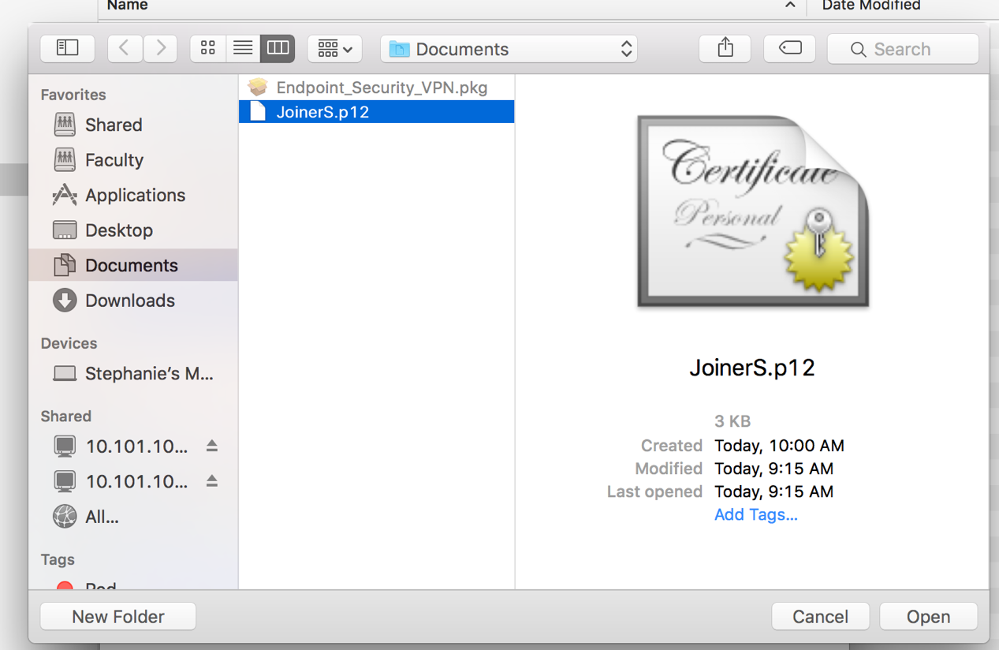 Name
Date Modified
Documents
Search
Favorites
Shared
Faculty
Applications
Desktop
Documents
Downloads
Devices
Stephanie’s M...
Shared
10.101.10...
10.101.10...
All...
Tags
Red
Endpoint_Security_VPN.pkg
JoinerS.p12
Certificate
Personal
JoinerS.p12
3 KB
Created Today, 10:00 AM
Modified Today, 9:15 AM
Last opened Today, 9:15 AM
Add Tags...
New Folder
Cancel
Open